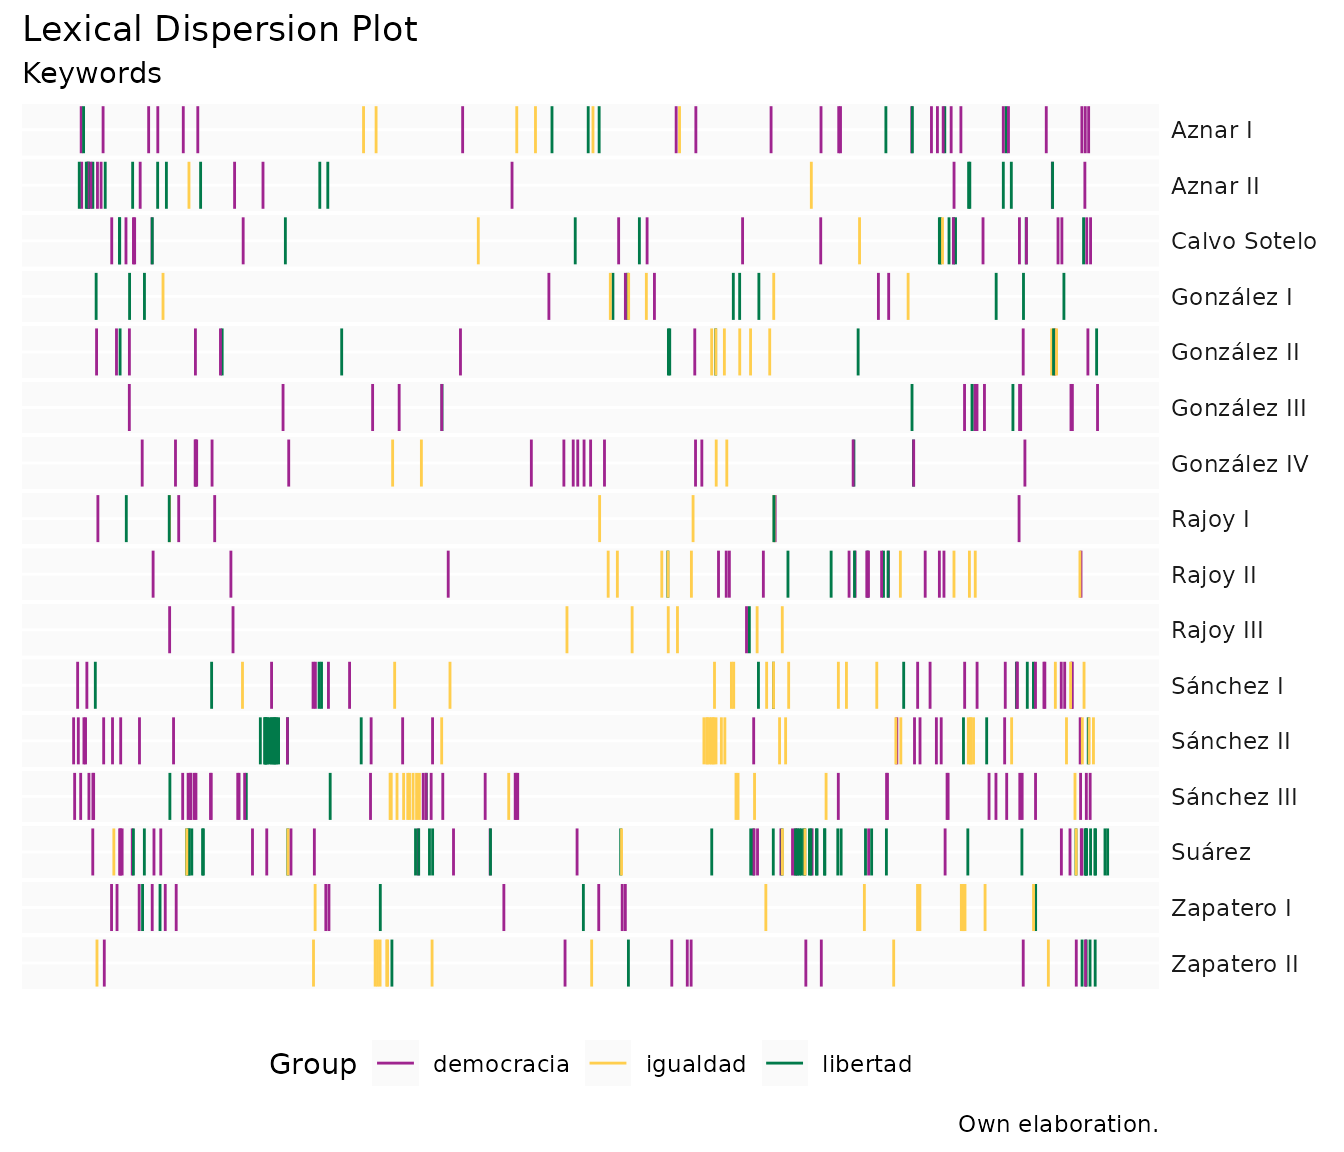 Lexical Dispersion Plot
Keywords
Aznar I
Aznar II
Calvo Sotelo
González I
González II
González III
González IV
Rajoy I
Rajoy II
Rajoy III
Sánchez I
Sánchez II
Sánchez III
Suárez
Zapatero I
Zapatero II
Group democracia igualdad libertad
Own elaboration.